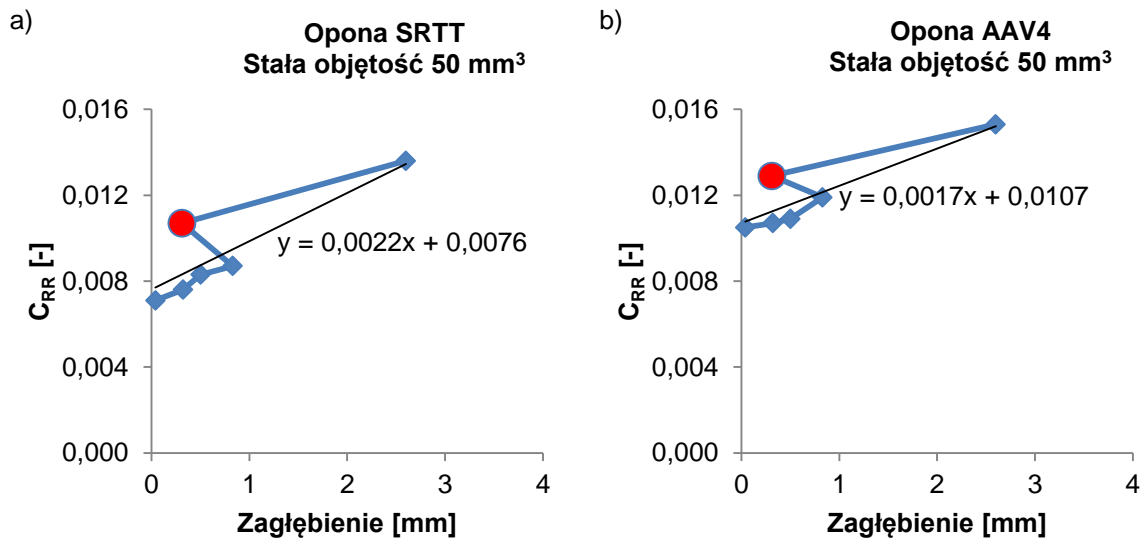 a)
Opona SRTT
Stała objętość 50 mm³
0,016
0,012
0,008
0,004
0,000
C_RR [-]
y = 0,0022x + 0,0076
0 1 2 3 4
Zagłębienie [mm]
b)
Opona AAV4
Stała objętość 50 mm³
0,016
0,012
0,008
0,004
0,000
C_RR [-]
y = 0,0017x + 0,0107
0 1 2 3 4
Zagłębienie [mm]